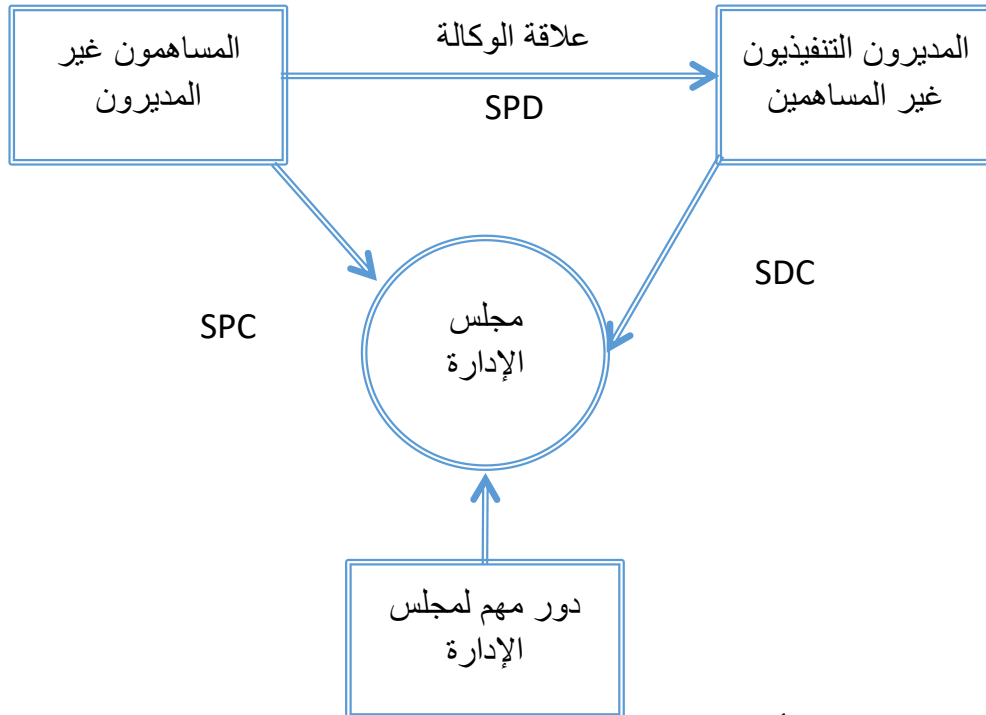 المساهمون غير
المديرون
علاقة الوكالة
SPD
المديرون التنفيذيون
غير المساهمين
SPC
SDC
مجلس
الإدارة
دور مهم لمجلس
الإدارة